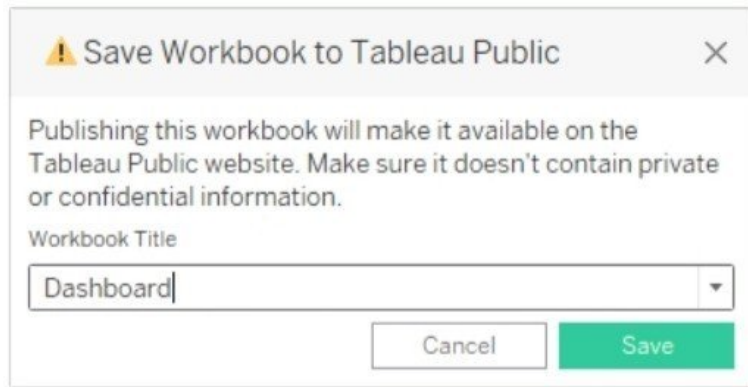 Save Workbook to Tableau Public
Publishing this workbook will make it available on the
Tableau Public website. Make sure it doesn't contain private
or confidential information.
Workbook Title
Dashboard
Cancel
Save